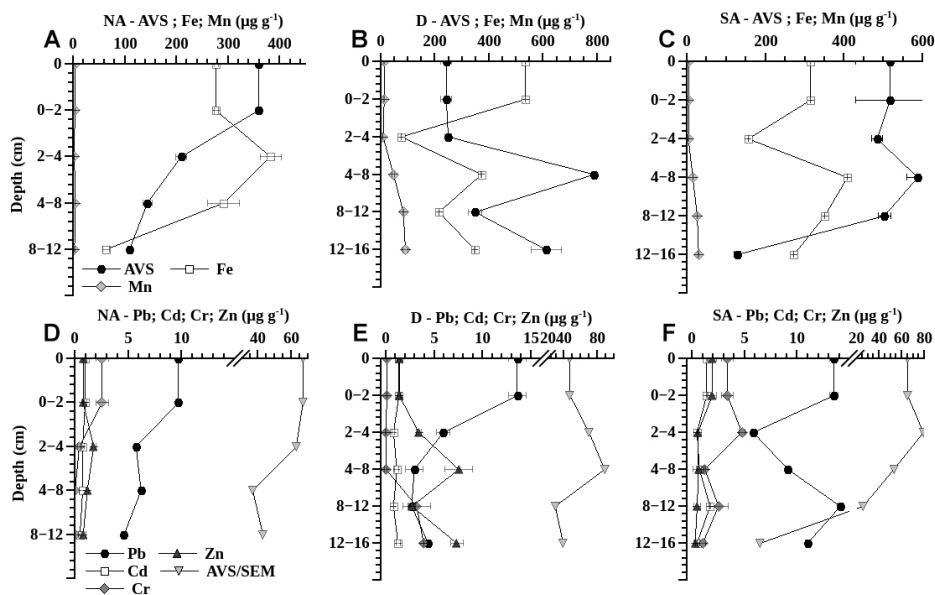 NA - AVS ; Fe; Mn (µg g⁻¹)
A
0 100 200 300 400
Depth (cm)
0
0−2
2−4
4−8
8−12
AVS Fe
Mn
D - AVS ; Fe; Mn (µg g⁻¹)
B
0 200 400 600 800
0
0−2
2−4
4−8
8−12
12−16
SA - AVS ; Fe; Mn (µg g⁻¹)
C
0 200 400 600
0
0−2
2−4
4−8
8−12
12−16
NA - Pb; Cd; Cr; Zn (µg g⁻¹)
D
0 5 10 40 60
Depth (cm)
0
0−2
2−4
4−8
8−12
Pb Zn
Cd AVS/SEM
Cr
D - Pb; Cd; Cr; Zn (µg g⁻¹)
E
0 5 10 15 20 40 80
0
0−2
2−4
4−8
8−12
12−16
SA - Pb; Cd; Cr; Zn (µg g⁻¹)
F
0 5 10 20 40 60 80
0
0−2
2−4
4−8
8−12
12−16